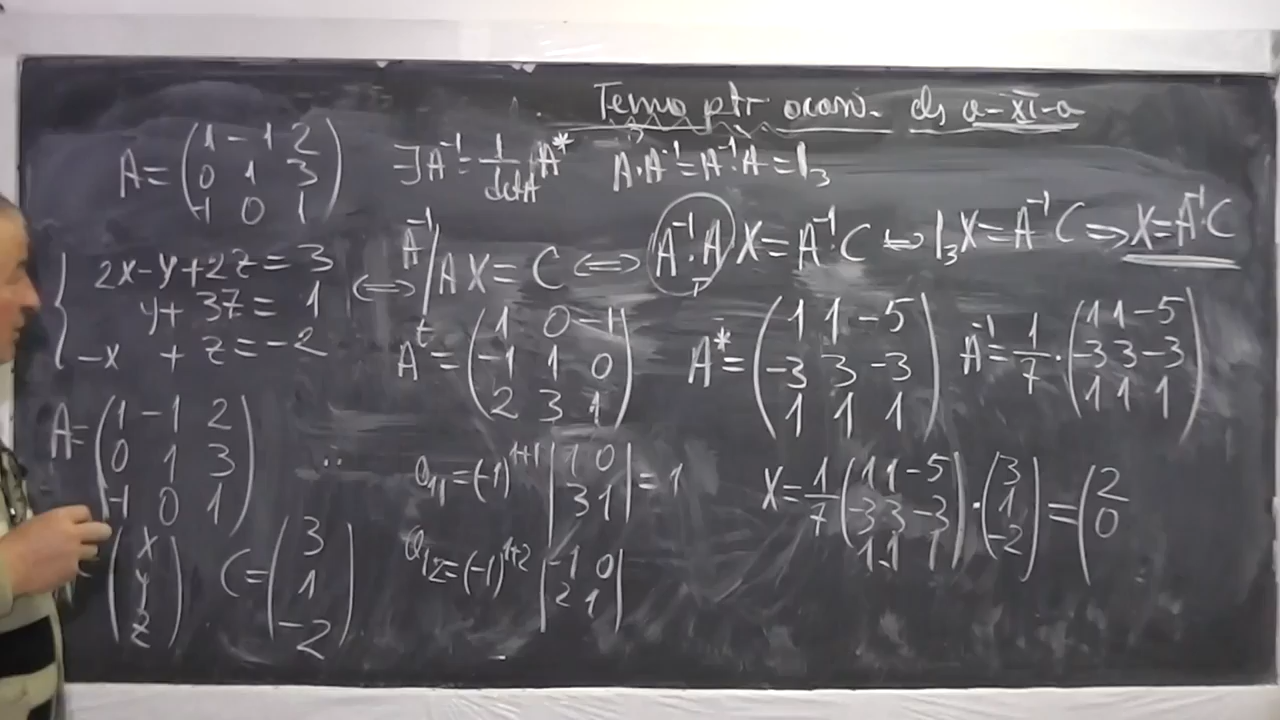 Tema ptr
A = ( 1 -1 2
0 1 3
-1 0 1 )
∃ A⁻¹ = 1/detA A* A·A⁻¹ = A⁻¹A = I₃
{ 2x-y+2z = 3
y + 3z = 1
-x + z = -2
⇔ A⁻¹/ AX = C ⇔ A⁻¹·A X = A⁻¹C ⇔ I₃X = A⁻¹C ⇒ X = A⁻¹C
Aᵗ = ( 1 0 -1
-1 1 0
2 3 1 )
A* = ( 1 1 -5
-3 3 -3
1 1 1 )
A⁻¹ = 1/7 · ( 1 1 -5
-3 3 -3
1 1 1 )
A = ( 1 -1 2
0 1 3
-1 0 1 )
a₁₁ = (-1)¹⁺¹ | 1 0
3 1 | = 1
X = 1/7 ( 1 1 -5
-3 3 -3
1 1 1 ) · ( 3
1
-2 ) = ( 2
0
( x
y
z )
C = ( 3
1
-2 )
a₁₂ = (-1)¹⁺² | -1 0
2 1 |